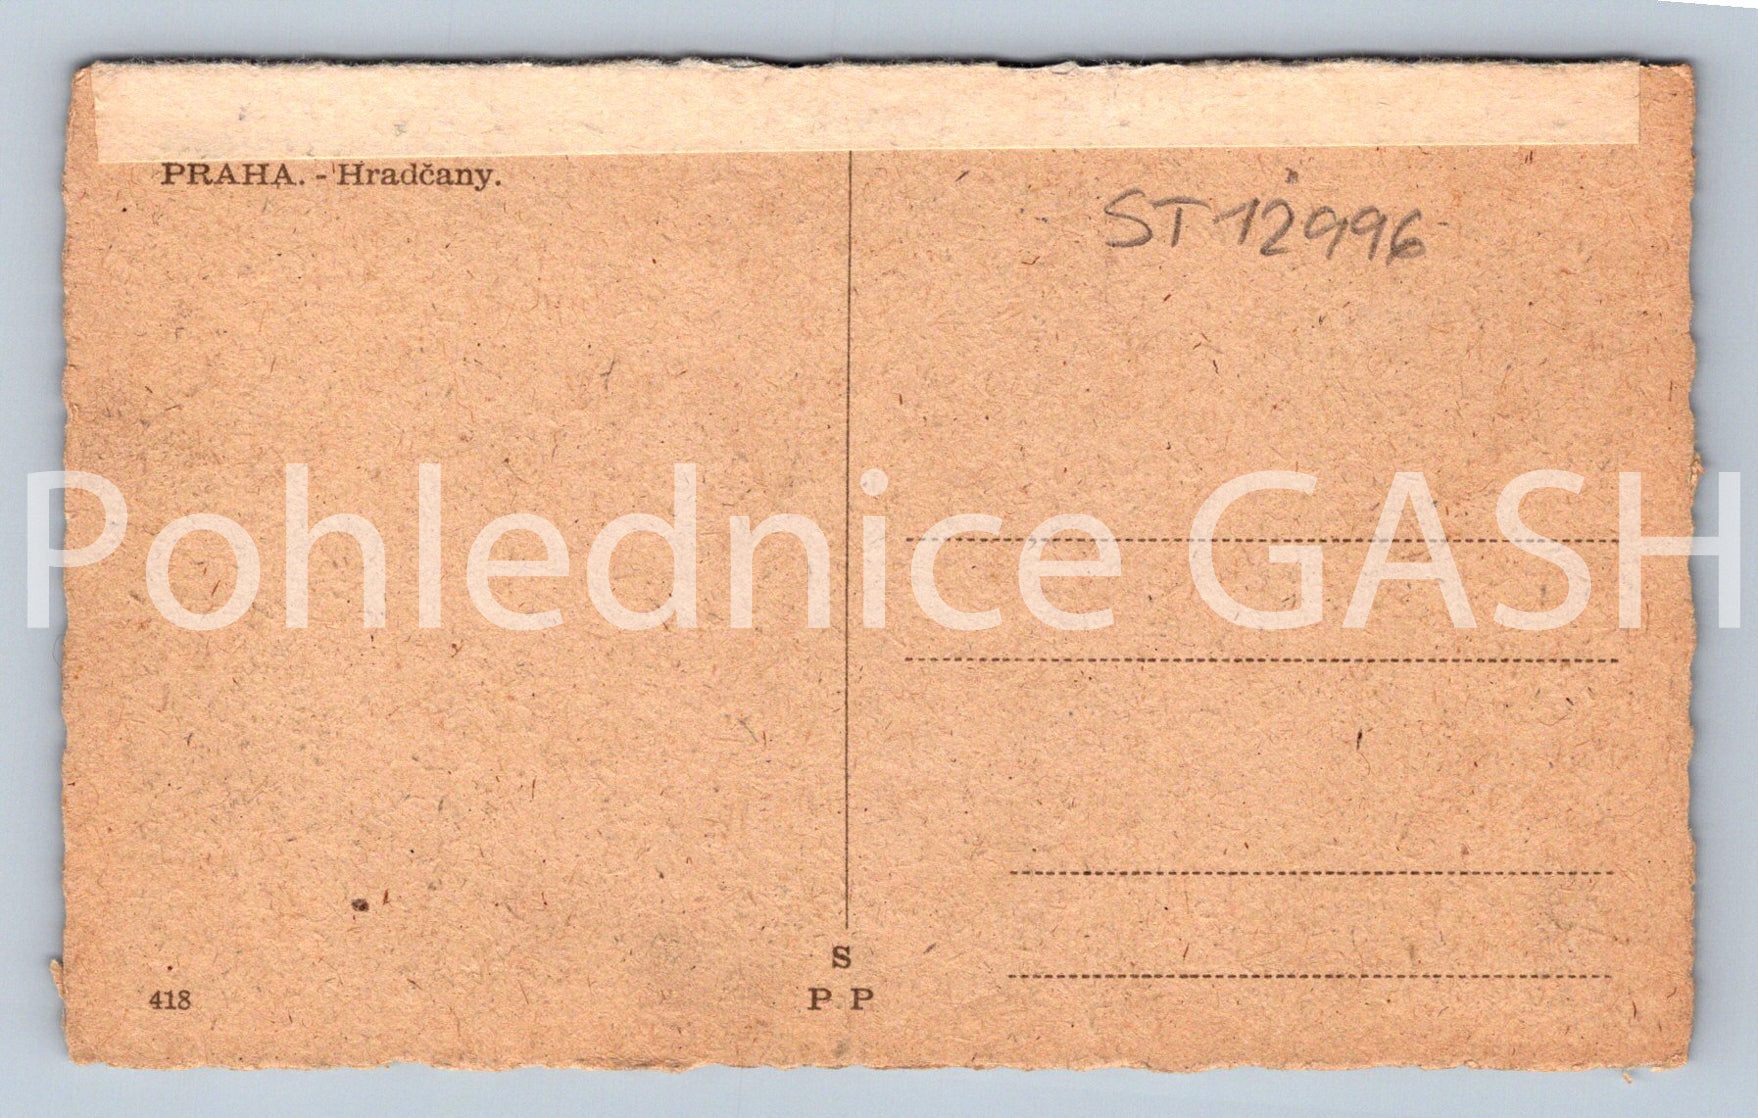 PRAHA. - Hradčany.
ST 12996
Pohlednice GASH
S
P P
418